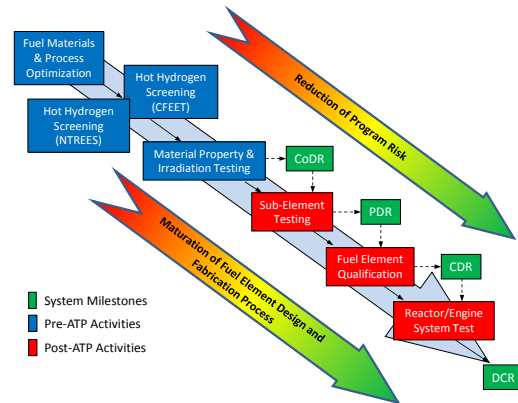 Fuel Materials
& Process
Optimization
Hot Hydrogen
Screening
(CFEET)
Hot Hydrogen
Screening
(NTREES)
Reduction of Program Risk
Material Property &
Irradiation Testing
CoDR
Sub-Element
Testing
PDR
Fuel Element
Qualification
CDR
Reactor/Engine
System Test
DCR
Maturation of Fuel Element Design and
Fabrication Process
System Milestones
Pre-ATP Activities
Post-ATP Activities